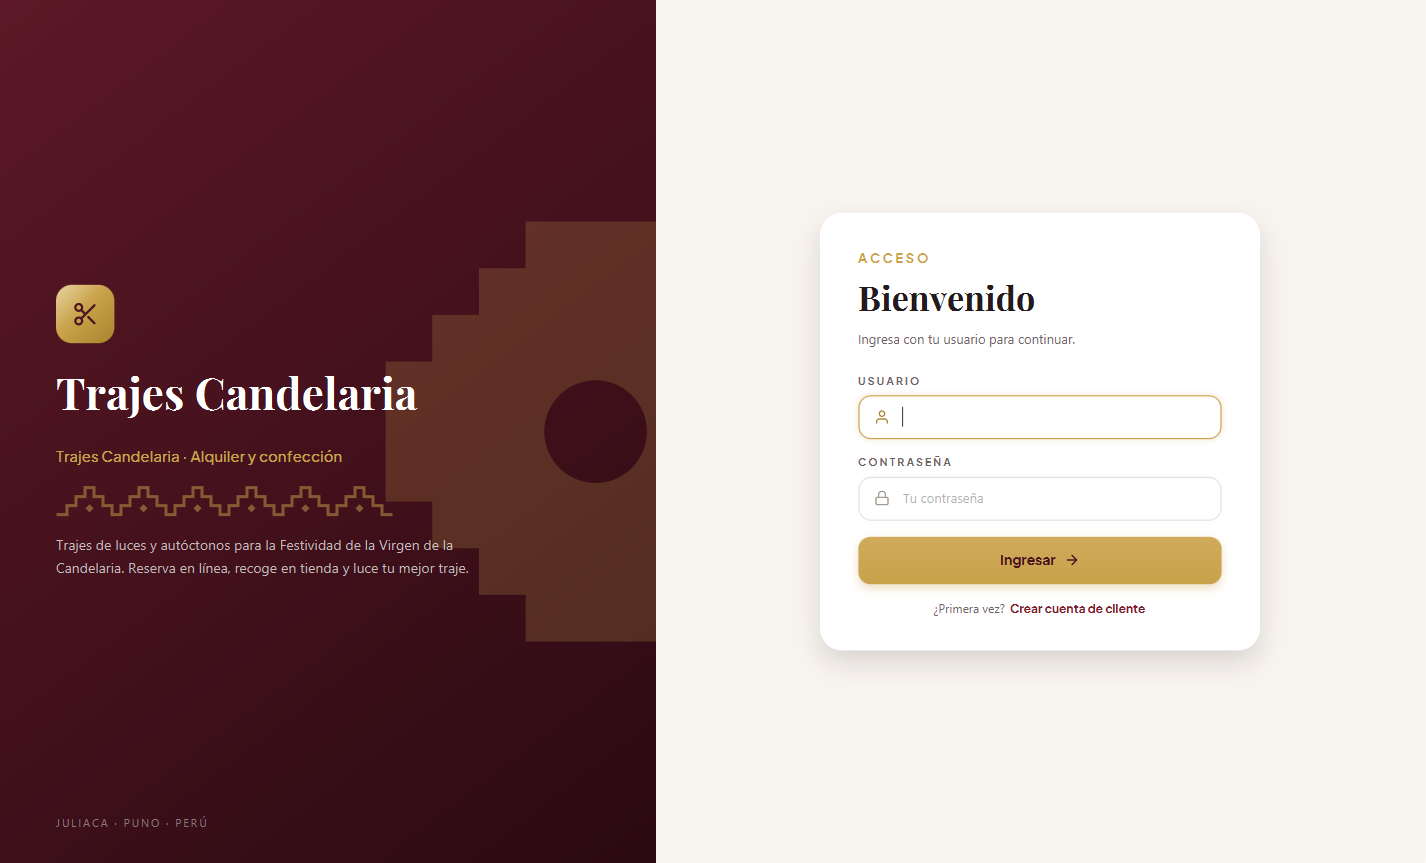 Trajes Candelaria
Trajes Candelaria · Alquiler y confección
Trajes de luces y autóctonos para la Festividad de la Virgen de la
Candelaria. Reserva en línea, recoge en tienda y luce tu mejor traje.
JULIACA · PUNO · PERÚ
ACCESO
Bienvenido
Ingresa con tu usuario para continuar.
USUARIO
CONTRASEÑA
Tu contraseña
Ingresar →
¿Primera vez? Crear cuenta de cliente